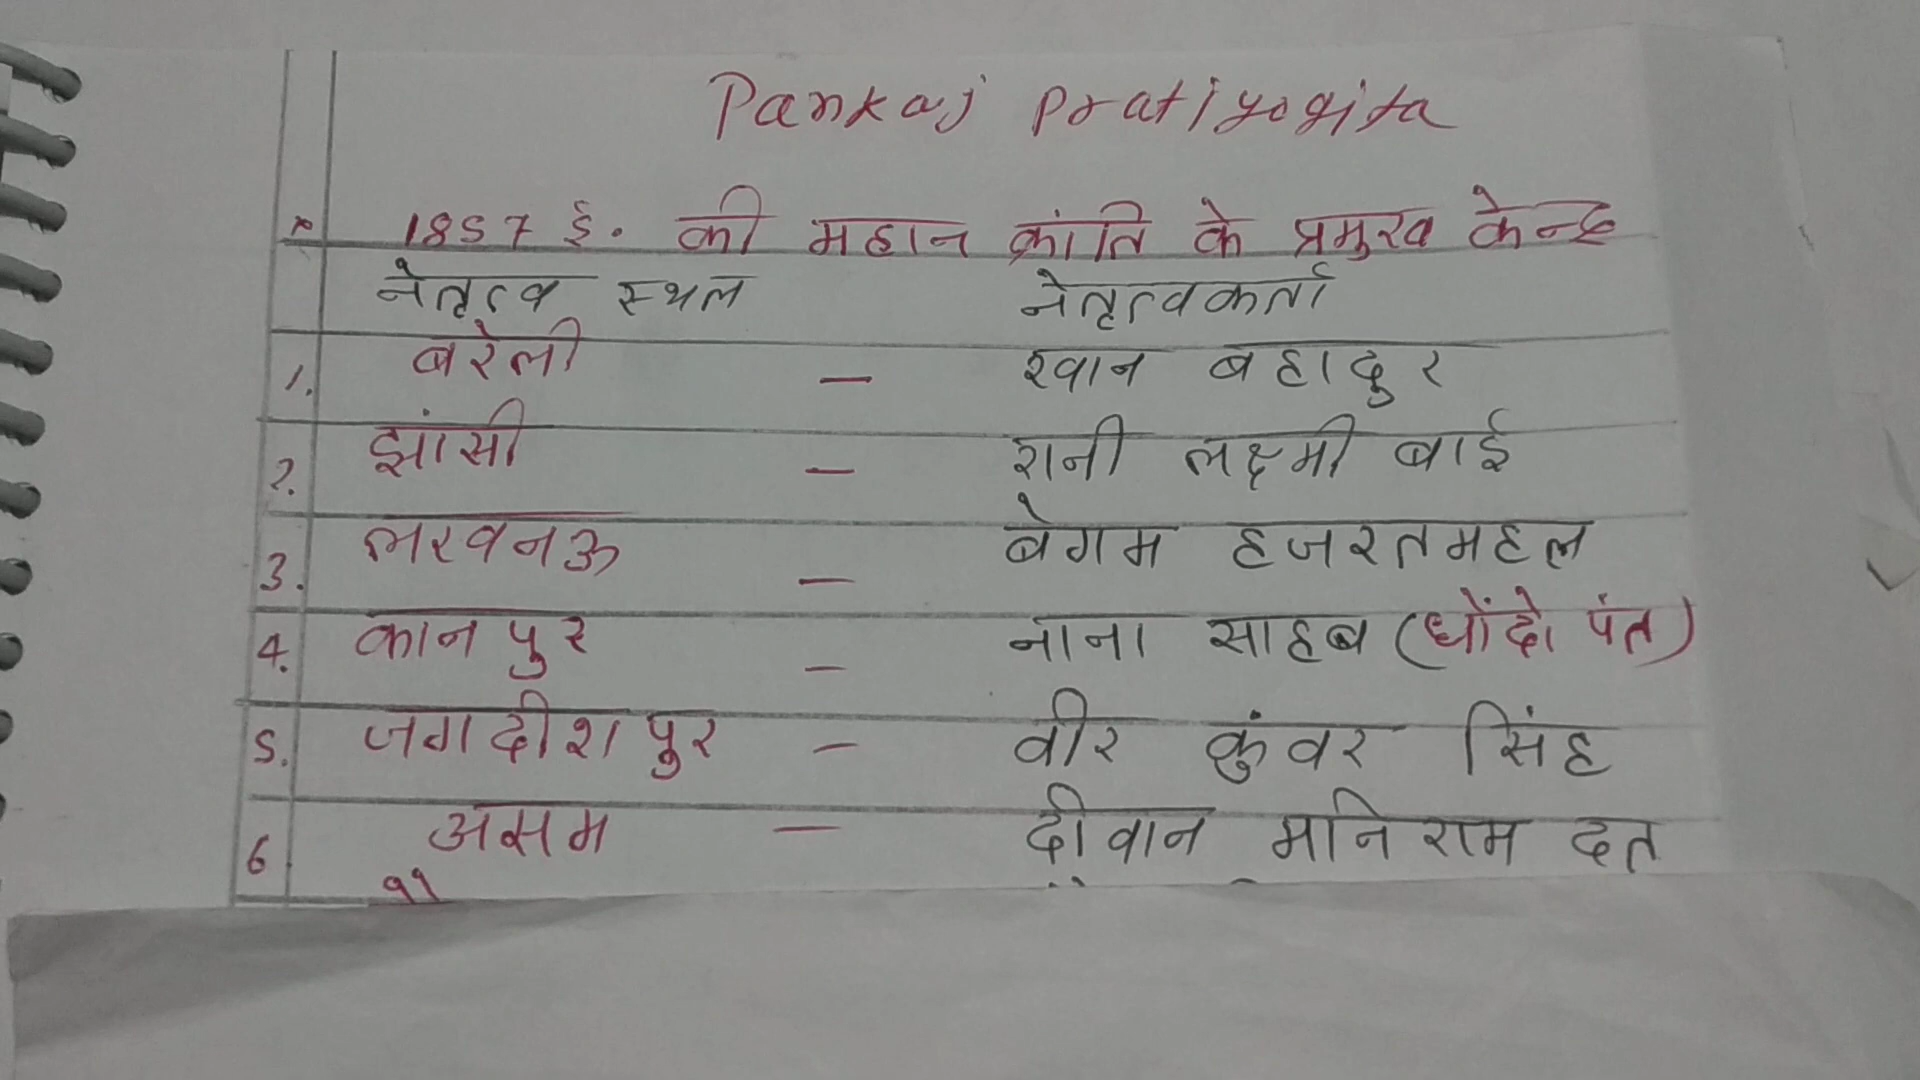 Pankaj Pratiyogita
1857 ई. की महान क्रांति के प्रमुख केन्द्र
नेतृत्व स्थल - नेतृत्वकर्ता
1. बरेली - खान बहादुर
2. झांसी - रानी लक्ष्मी बाई
3. लखनऊ - बेगम हजरतमहल
4. कानपुर - नाना साहब (धोंदो पंत)
5. जगदीशपुर - वीर कुंवर सिंह
6 असम - दीवान मनिराम दत